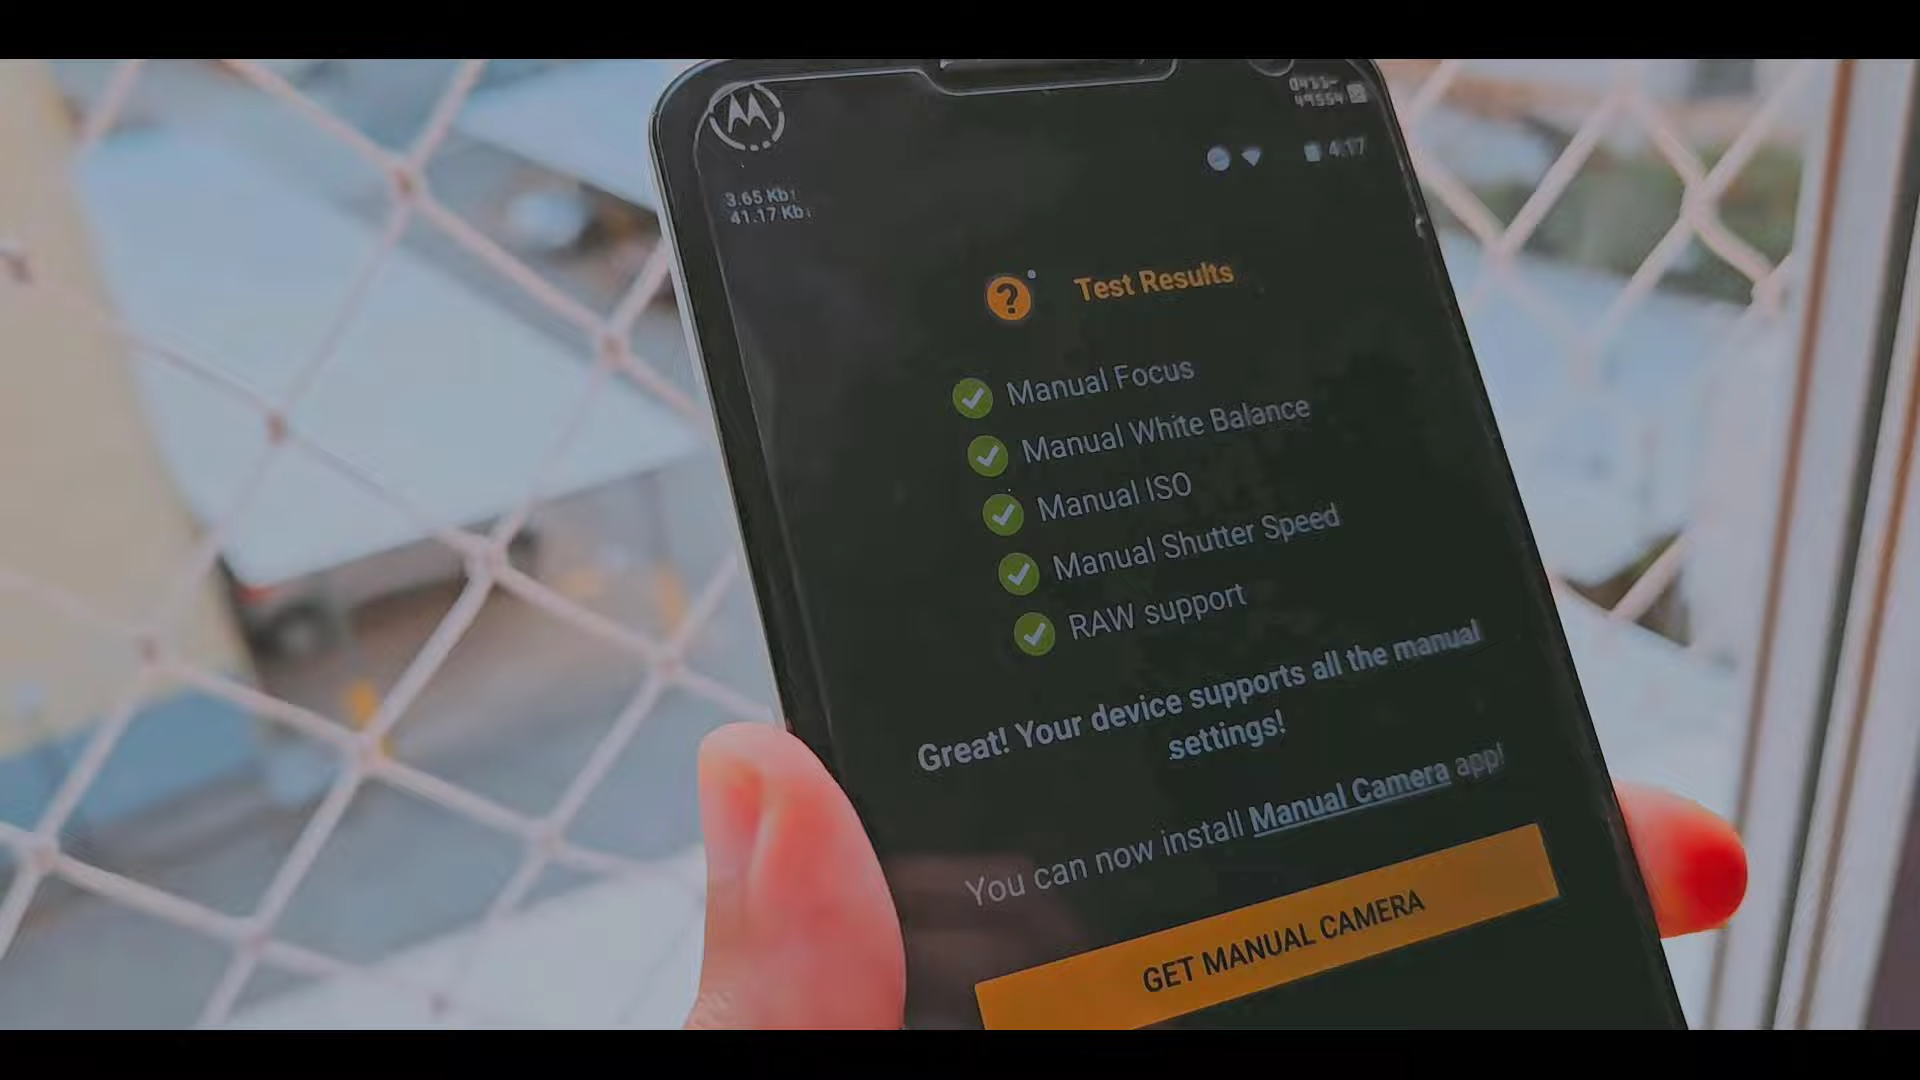 3.65 Kb↑
41.17 Kb↓
4:17
Test Results
Manual Focus
Manual White Balance
Manual ISO
Manual Shutter Speed
RAW support
Great! Your device supports all the manual
settings!
You can now install Manual Camera app!
GET MANUAL CAMERA